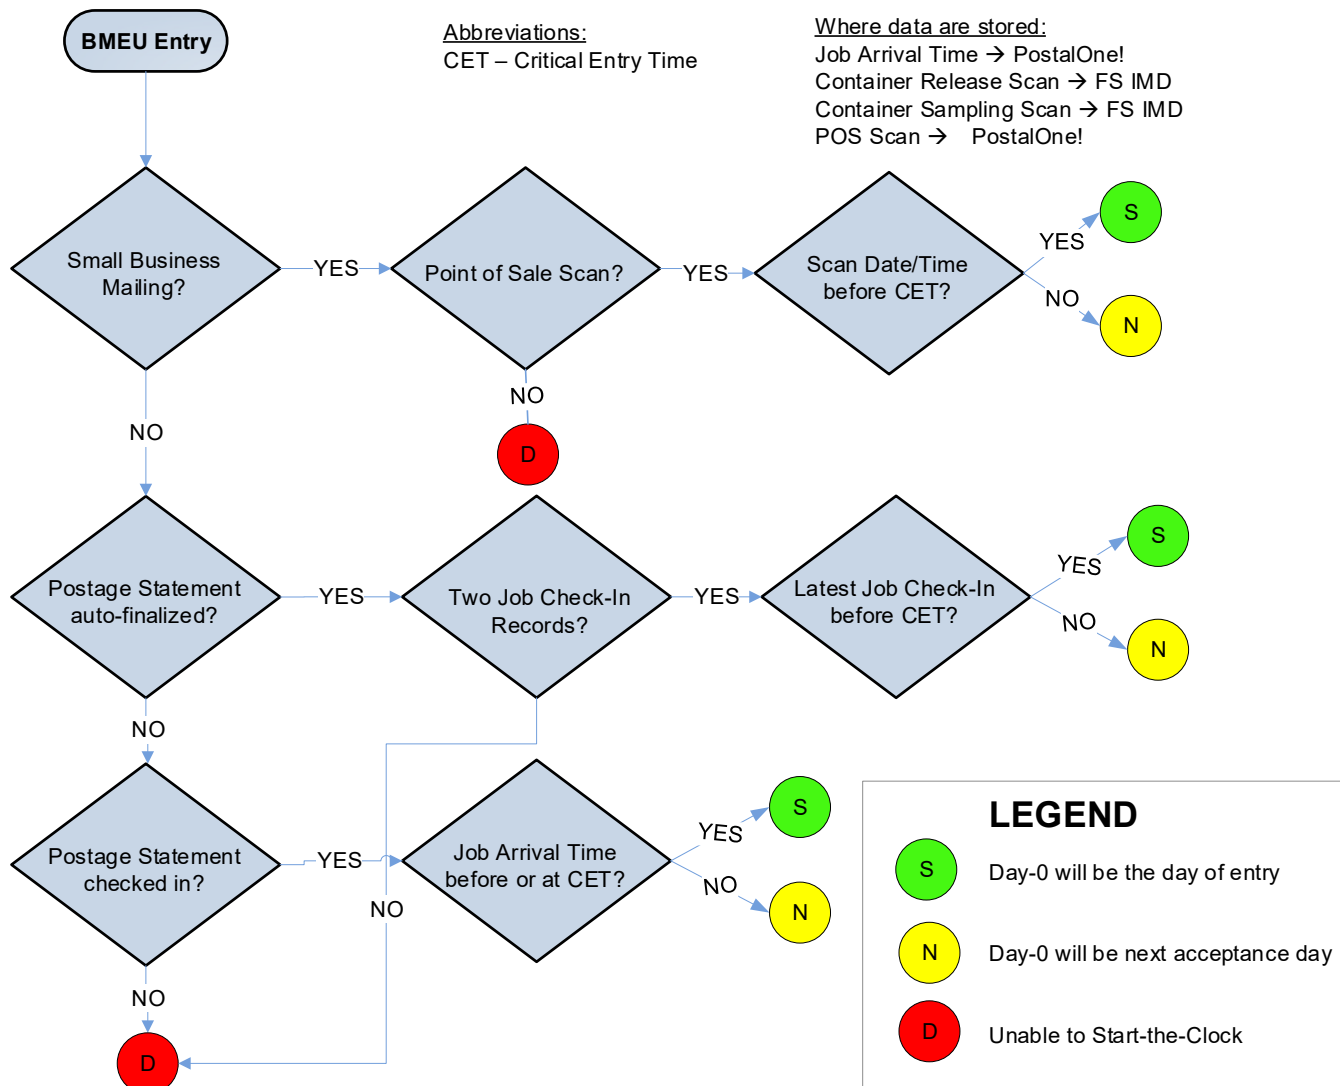 BMEU Entry
Abbreviations:
CET – Critical Entry Time
Where data are stored:
Job Arrival Time → PostalOne!
Container Release Scan → FS IMD
Container Sampling Scan → FS IMD
POS Scan → PostalOne!
Small Business
Mailing?
YES
Point of Sale Scan?
YES
Scan Date/Time
before CET?
YES
S
NO
N
NO
D
NO
Postage Statement
auto-finalized?
YES
Two Job Check-In
Records?
YES
Latest Job Check-In
before CET?
YES
S
NO
N
NO
Postage Statement
checked in?
YES
Job Arrival Time
before or at CET?
YES
S
NO
N
NO
NO
D
LEGEND
S
Day-0 will be the day of entry
N
Day-0 will be next acceptance day
D
Unable to Start-the-Clock